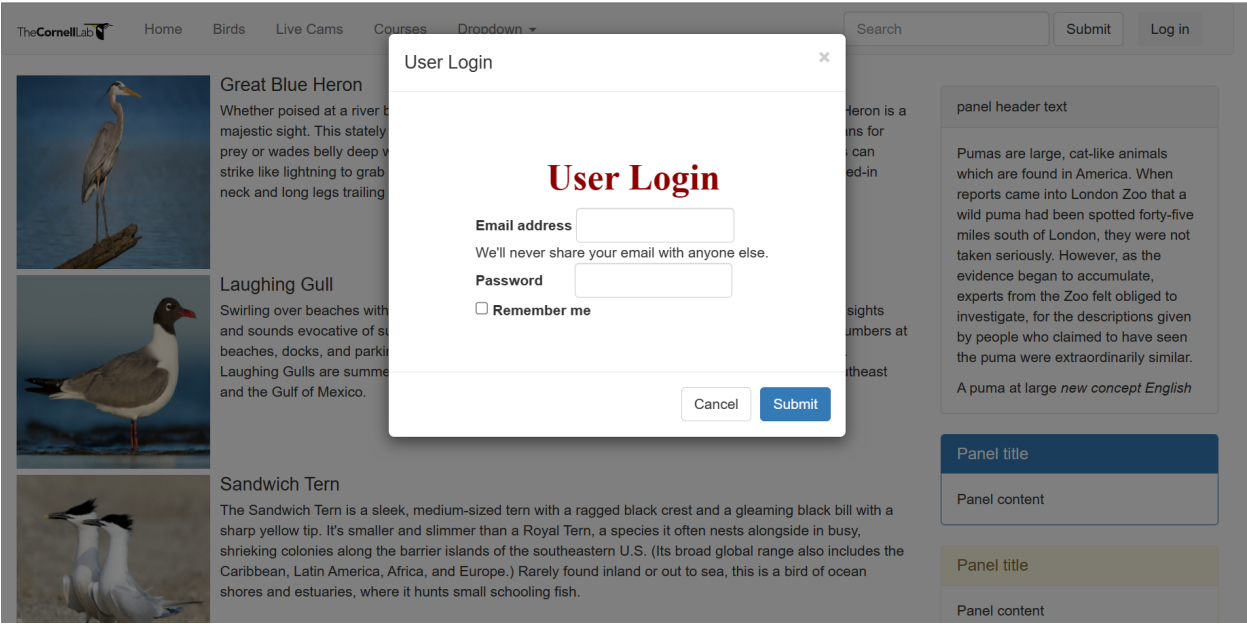 TheCornellLab
Home Birds Live Cams Courses Dropdown
Search Submit Log in
User Login ×
User Login
Email address
We'll never share your email with anyone else.
Password
Remember me
Cancel Submit
Great Blue Heron
Whether poised at a river Heron is a
majestic sight. This stately for
prey or wades belly deep can
strike like lightning to grab
neck and long legs trailing
Laughing Gull
Swirling over beaches with sights
and sounds evocative of at
beaches, docks, and
Laughing Gulls are
and the Gulf of Mexico.
Sandwich Tern
The Sandwich Tern is a sleek, medium-sized tern with a ragged black crest and a gleaming black bill with a
sharp yellow tip. It's smaller and slimmer than a Royal Tern, a species it often nests alongside in busy,
shrieking colonies along the barrier islands of the southeastern U.S. (Its broad global range also includes the
Caribbean, Latin America, Africa, and Europe.) Rarely found inland or out to sea, this is a bird of ocean
shores and estuaries, where it hunts small schooling fish.
panel header text
Pumas are large, cat-like animals
which are found in America. When
reports came into London Zoo that a
wild puma had been spotted forty-five
miles south of London, they were not
taken seriously. However, as the
evidence began to accumulate,
experts from the Zoo felt obliged to
investigate, for the descriptions given
by people who claimed to have seen
the puma were extraordinarily similar.
A puma at large new concept English
Panel title
Panel content
Panel title
Panel content